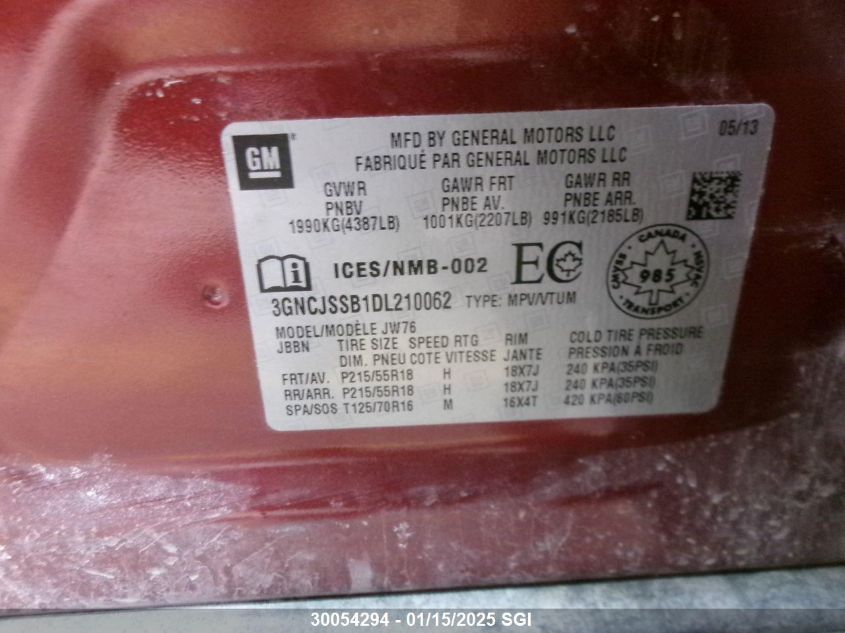 GM
MFD BY GENERAL MOTORS LLC 05/13
FABRIQUÉ PAR GENERAL MOTORS LLC
GVWR GAWR FRT GAWR RR
PNBV PNBE AV. PNBE ARR.
1990KG(4387LB) 1001KG(2207LB) 991KG(2185LB)
ICES/NMB-002 EC
CANADA
CMVSS 985 NSVAC
TRANSPORT
3GNCJSSB1DL210062 TYPE: MPV/VTUM
MODEL/MODÈLE JW76
JBBN TIRE SIZE SPEED RTG RIM COLD TIRE PRESSURE
DIM. PNEU COTE VITESSE JANTE PRESSION À FROID
FRT/AV. P215/55R18 H 18X7J 240 KPA(35PSI)
RR/ARR. P215/55R18 H 18X7J 240 KPA(35PSI)
SPA/SOS T125/70R16 M 16X4T 420 KPA(60PSI)
30054294 - 01/15/2025 SGI